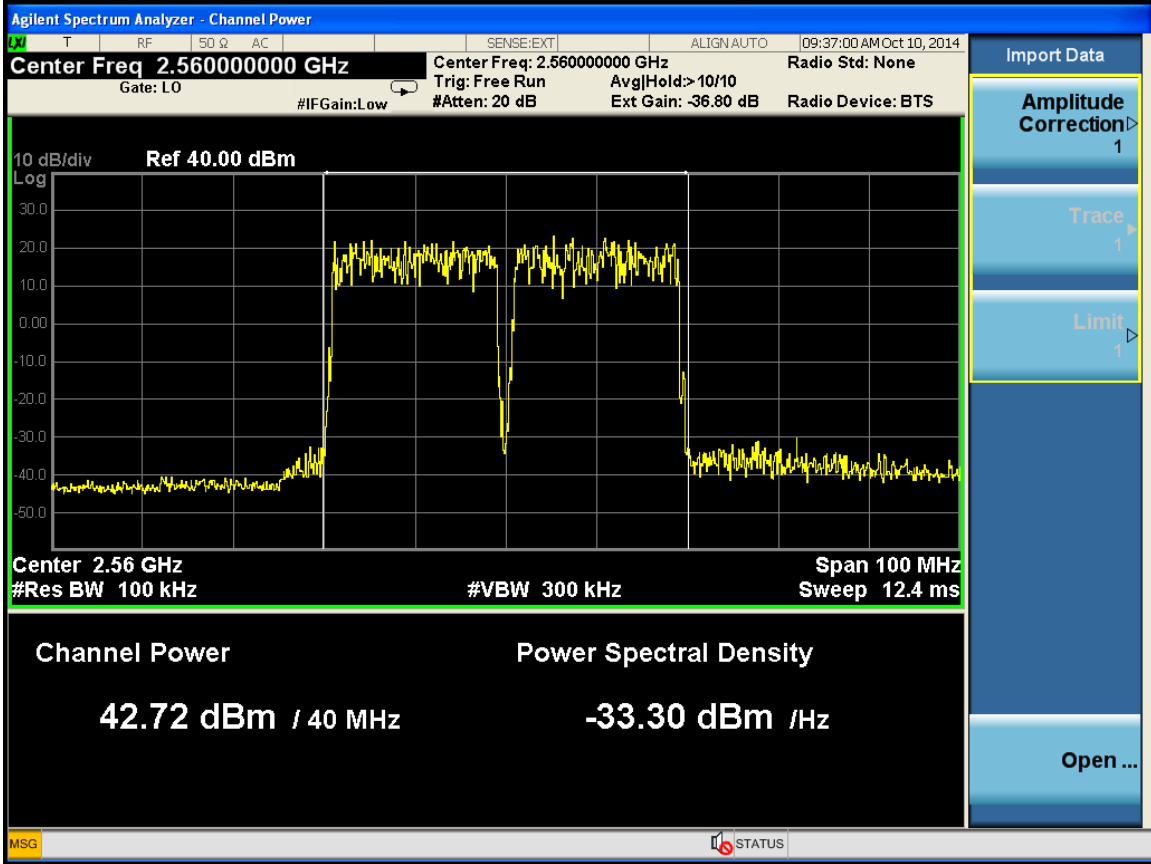 Agilent Spectrum Analyzer - Channel Power
LXI T RF 50 Ω AC SENSE:EXT ALIGNAUTO 09:37:00 AM Oct 10, 2014
Center Freq 2.560000000 GHz
Gate: LO
#IFGain:Low
Center Freq: 2.560000000 GHz
Trig: Free Run Avg|Hold:> 10/10
#Atten: 20 dB Ext Gain: -36.80 dB
Radio Std: None
Radio Device: BTS
10 dB/div Ref 40.00 dBm
Log
30.0
20.0
10.0
0.00
-10.0
-20.0
-30.0
-40.0
-50.0
Center 2.56 GHz Span 100 MHz
#Res BW 100 kHz #VBW 300 kHz Sweep 12.4 ms
Channel Power Power Spectral Density
42.72 dBm / 40 MHz -33.30 dBm /Hz
Import Data
Amplitude
Correction
1
Trace
1
Limit
1
Open ...
MSG STATUS